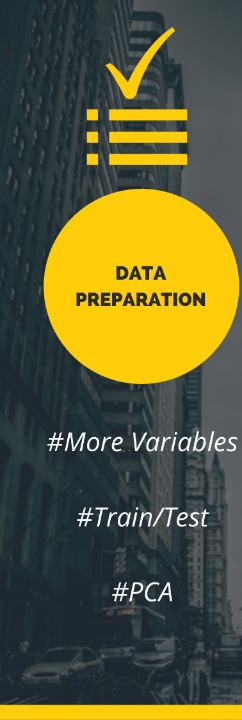 DATA
PREPARATION
#More Variables
#Train/Test
#PCA